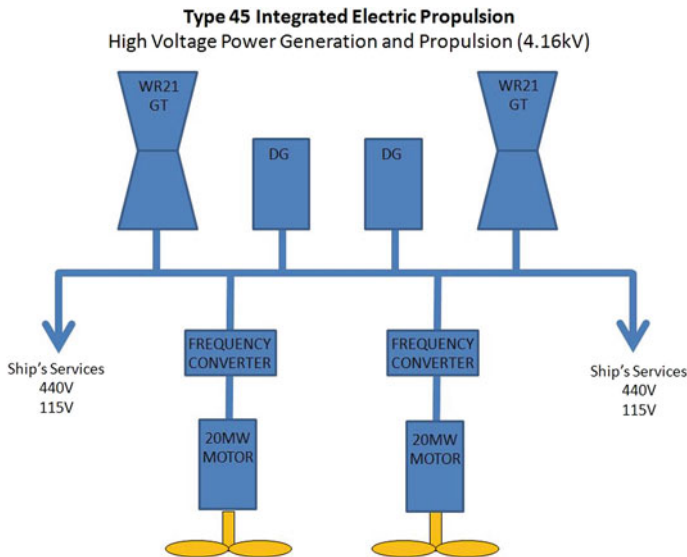 Type 45 Integrated Electric Propulsion
High Voltage Power Generation and Propulsion (4.16kV)
WR21
GT
DG
DG
WR21
GT
FREQUENCY
CONVERTER
FREQUENCY
CONVERTER
Ship's Services
440V
115V
Ship's Services
440V
115V
20MW
MOTOR
20MW
MOTOR